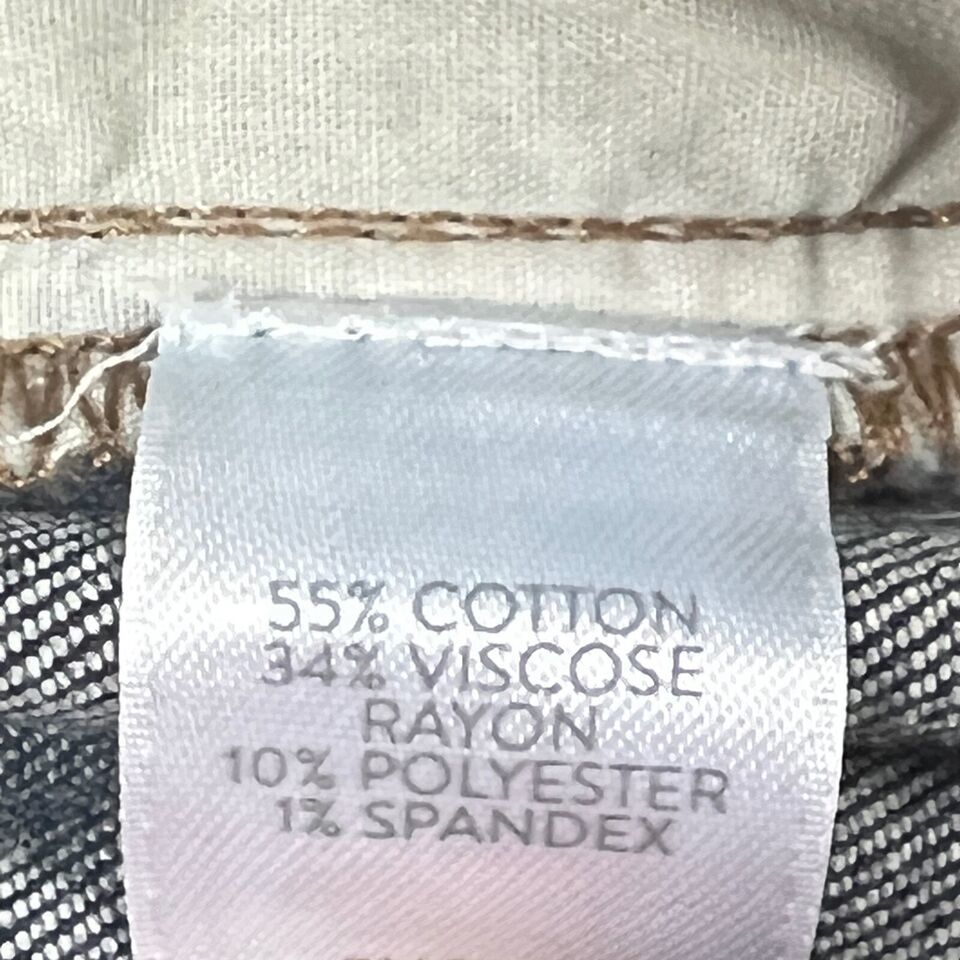 55% COTTON
34% VISCOSE
RAYON
10% POLYESTER
1% SPANDEX